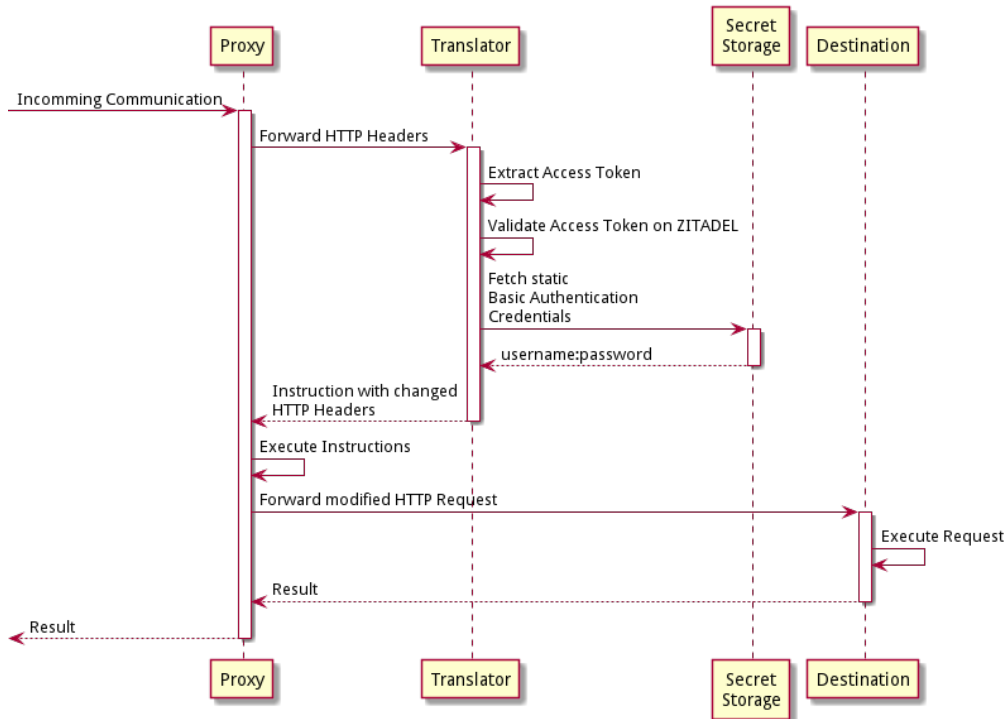 Proxy
Translator
Secret
Storage
Destination
Incomming Communication
Forward HTTP Headers
Extract Access Token
Validate Access Token on ZITADEL
Fetch static
Basic Authentication
Credentials
username:password
Instruction with changed
HTTP Headers
Execute Instructions
Forward modified HTTP Request
Execute Request
Result
Result
Proxy
Translator
Secret
Storage
Destination